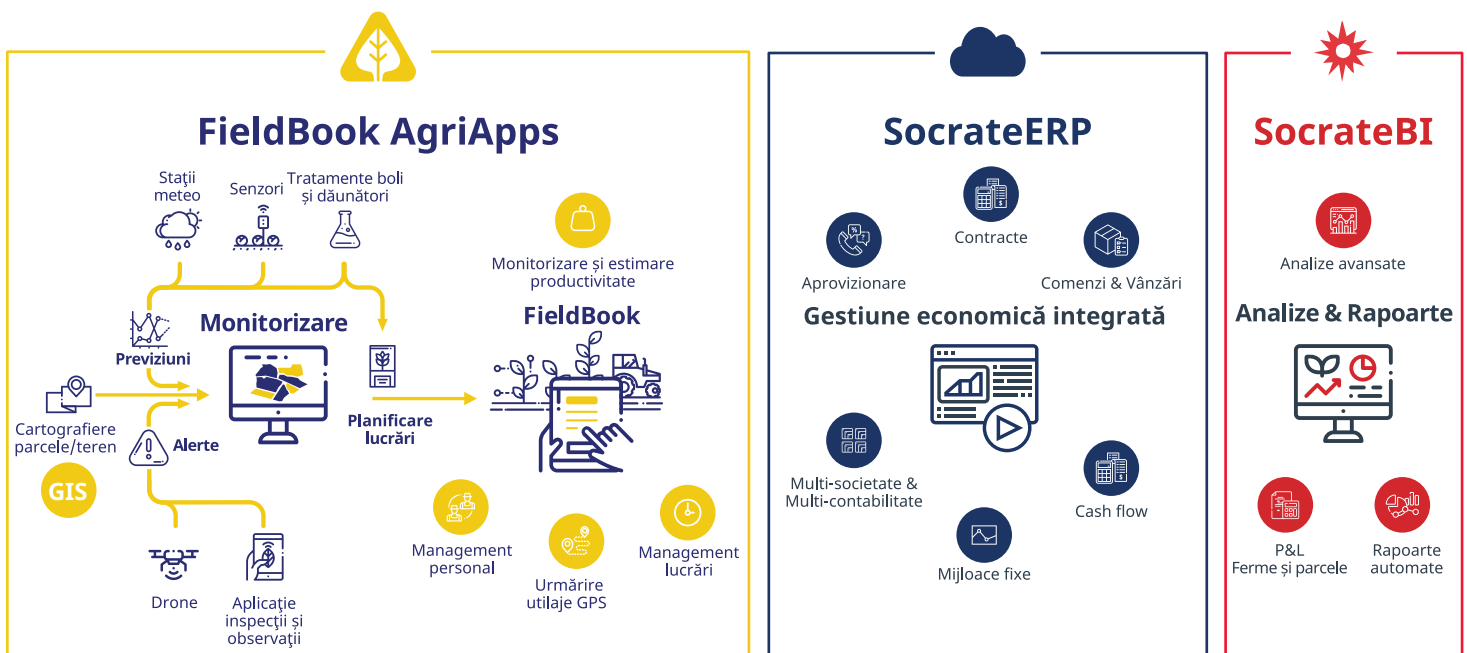 FieldBook AgriApps
Stații
meteo
Senzori
Tratamente boli
și dăunători
Monitorizare și estimare
productivitate
Monitorizare
FieldBook
Previziuni
Cartografiere
parcele/teren
GIS
Alerte
Planificare
lucrări
Drone
Aplicație
inspecții și
observații
Management
personal
Urmărire
utilaje GPS
Management
lucrări
SocrateERP
Contracte
Aprovizionare
Comenzi & Vânzări
Gestiune economică integrată
Multi-societate &
Multi-contabilitate
Cash flow
Mijloace fixe
SocrateBI
Analize avansate
Analize & Rapoarte
P&L
Ferme și parcele
Rapoarte
automate